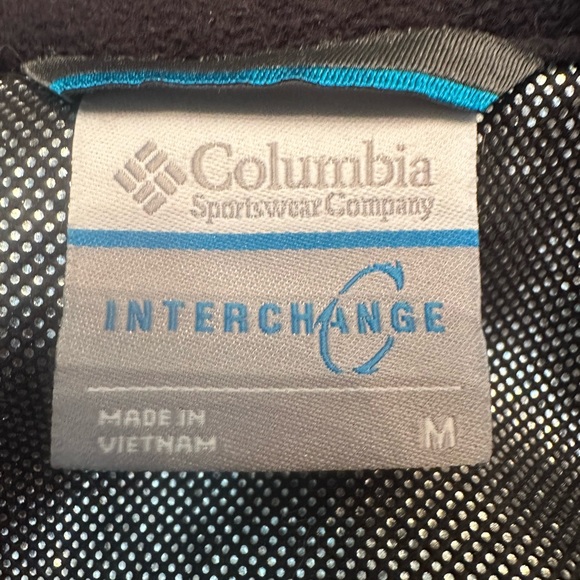 Columbia
Sportswear Company
INTERCHANGE
MADE IN
VIETNAM
M